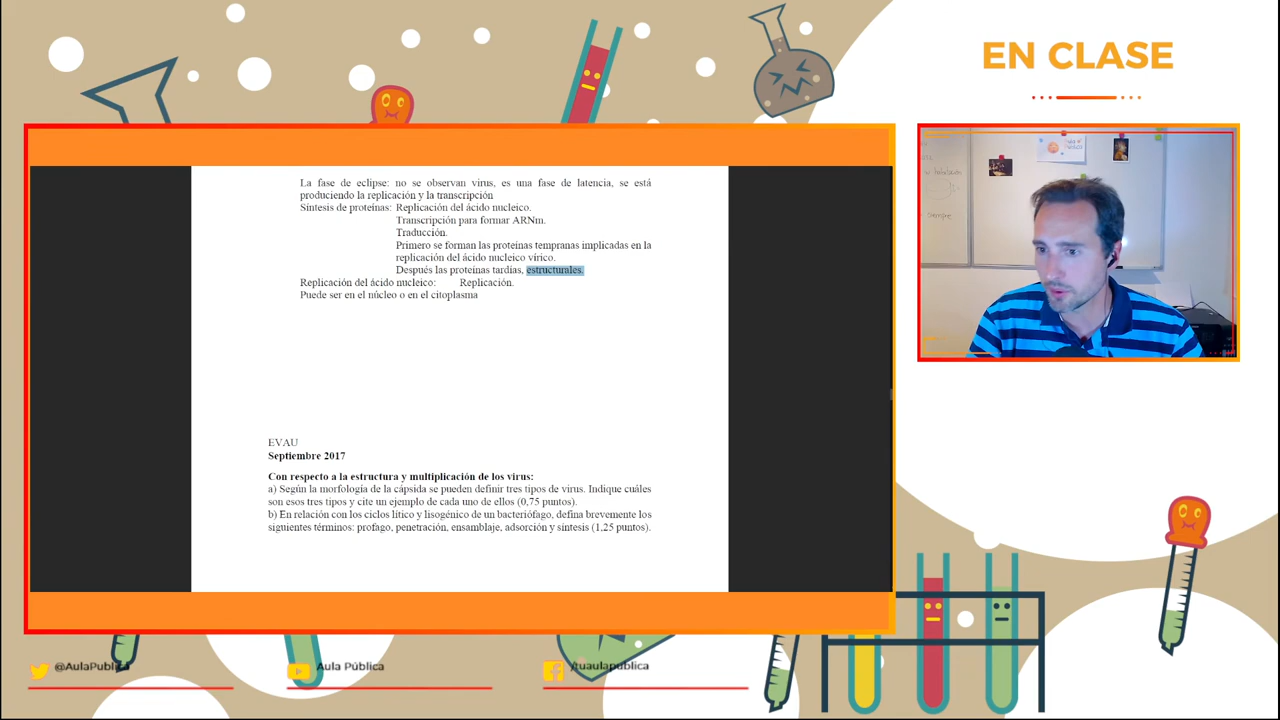 EN CLASE
La fase de eclipse: no se observan virus, es una fase de latencia, se está
produciendo la replicación y la transcripción
Síntesis de proteínas: Replicación del ácido nucleico.
Transcripción para formar ARNm.
Traducción.
Primero se forman las proteínas tempranas implicadas en la
replicación del ácido nucleico vírico.
Después las proteínas tardías, estructurales.
Replicación del ácido nucleico: Replicación.
Puede ser en el núcleo o en el citoplasma
EVAU
Septiembre 2017
Con respecto a la estructura y multiplicación de los virus:
a) Según la morfología de la cápsida se pueden definir tres tipos de virus. Indique cuáles
son esos tres tipos y cite un ejemplo de cada uno de ellos (0,75 puntos).
b) En relación con los ciclos lítico y lisogénico de un bacteriófago, defina brevemente los
siguientes términos: profago, penetración, ensamblaje, adsorción y síntesis (1,25 puntos).
@AulaPublica
Aula Pública
/tuaulapublica